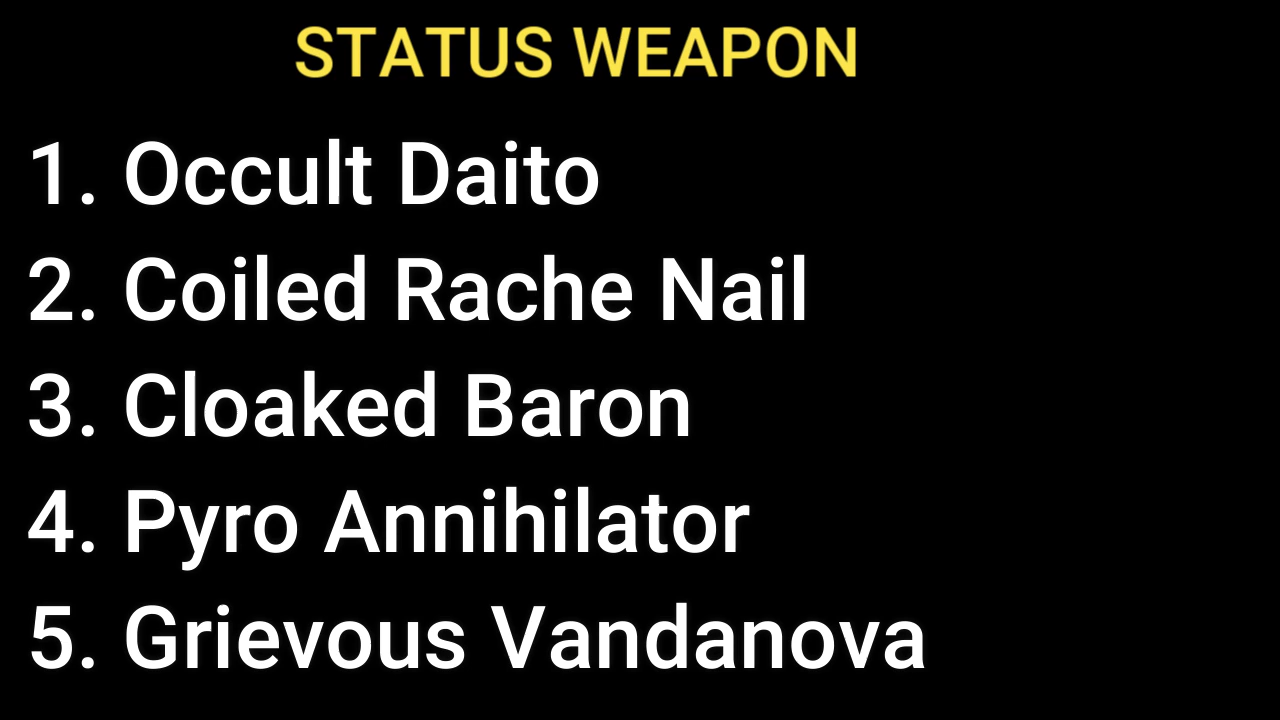 STATUS WEAPON
1. Occult Daito
2. Coiled Rache Nail
3. Cloaked Baron
4. Pyro Annihilator
5. Grievous Vandanova